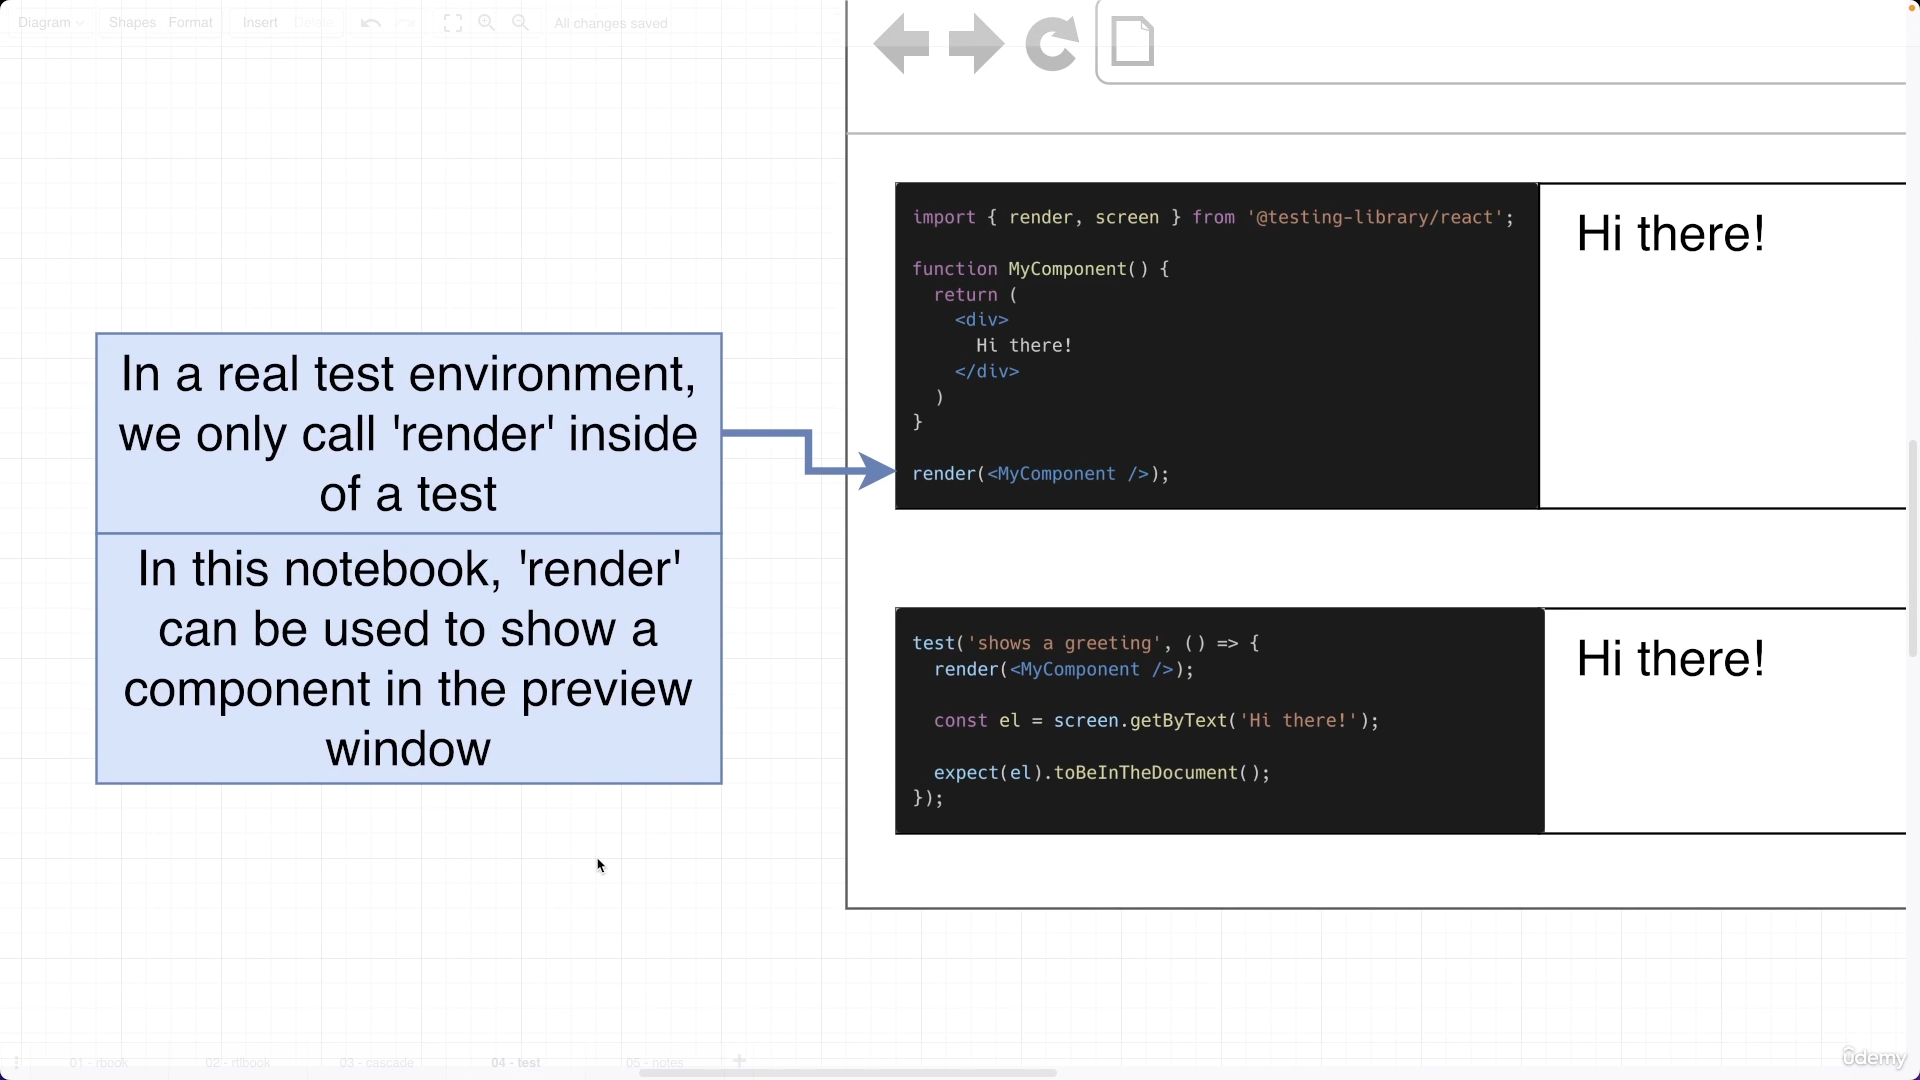 Diagram Shapes Format Insert Delete All changes saved
In a real test environment,
we only call 'render' inside
of a test
In this notebook, 'render'
can be used to show a
component in the preview
window
import { render, screen } from '@testing-library/react';
function MyComponent() {
return (
<div>
Hi there!
</div>
)
}
render(<MyComponent />);
Hi there!
test('shows a greeting', () => {
render(<MyComponent />);
const el = screen.getByText('Hi there!');
expect(el).toBeInTheDocument();
});
Hi there!
01 - rbook 02 - rtlbook 03 - cascade 04 - test 05 - notes
ûdemy